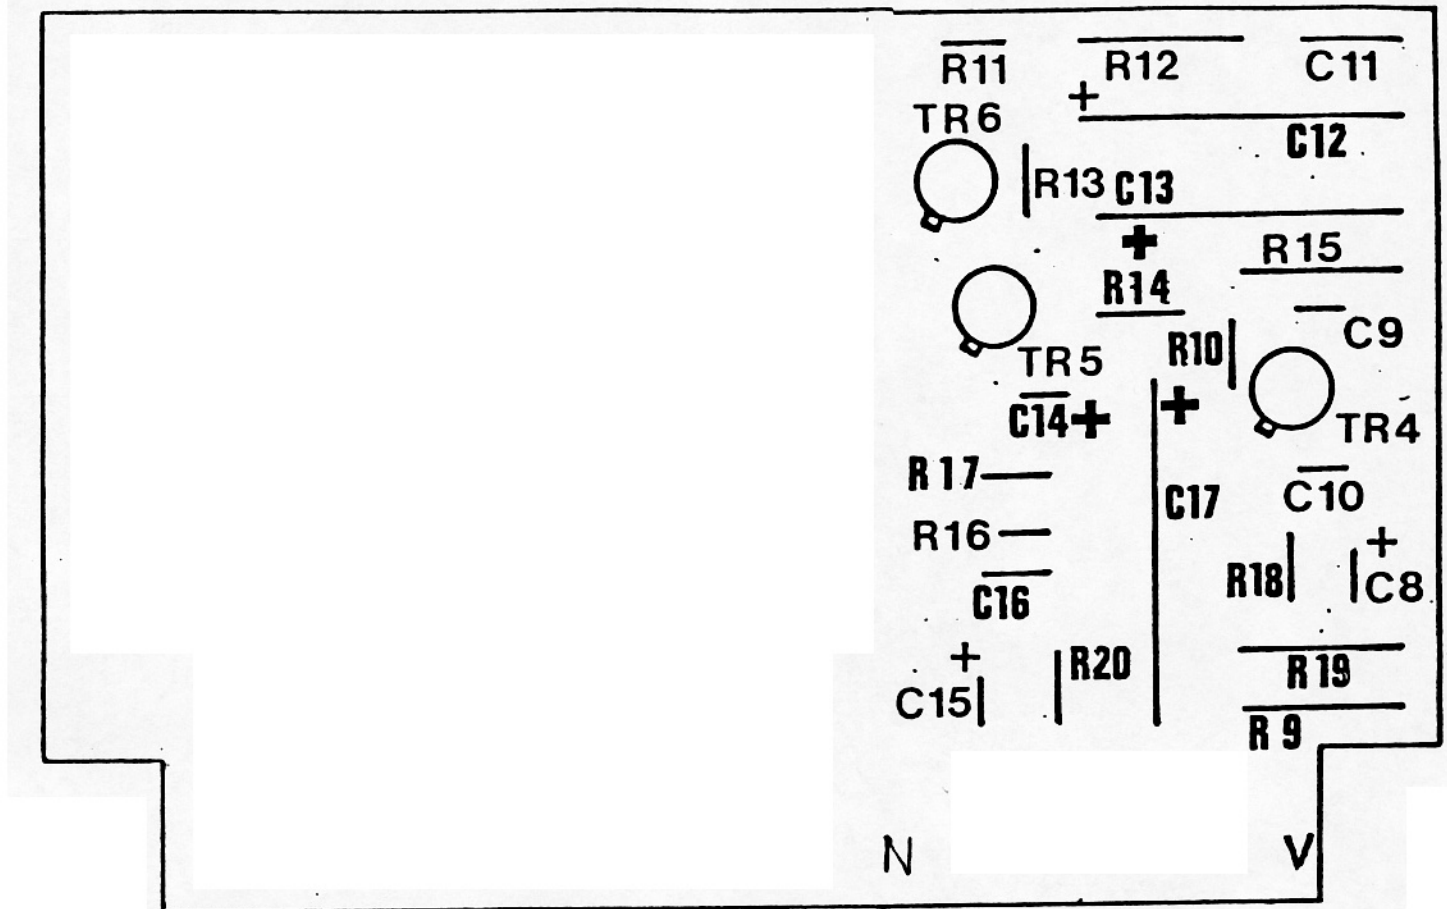 R11 R12 C11
+
TR6
C12
R13 C13
+
R15
R14
C9
R10
TR5
+
C14 +
TR4
R17
C17
C10
R16
+
R18
C8
C16
+
R20
R19
C15
R9
N V